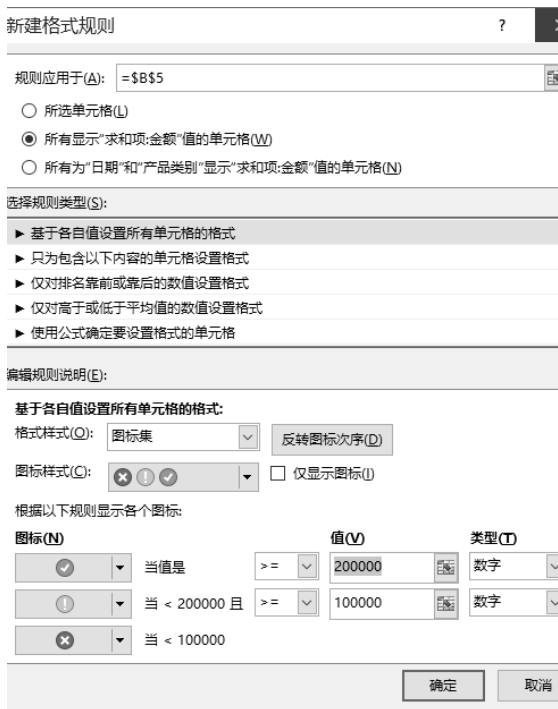 新建格式规则 ?
规则应用于(A): =$B$5
所选单元格(L)
所有显示"求和项:金额"值的单元格(W)
所有为"日期"和"产品类别"显示"求和项:金额"值的单元格(N)
选择规则类型(S):
► 基于各自值设置所有单元格的格式
► 只为包含以下内容的单元格设置格式
► 仅对排名靠前或靠后的数值设置格式
► 仅对高于或低于平均值的数值设置格式
► 使用公式确定要设置格式的单元格
编辑规则说明(E):
基于各自值设置所有单元格的格式:
格式样式(O): 图标集 反转图标次序(D)
图标样式(C): 仅显示图标(I)
根据以下规则显示各个图标:
图标(N) 值(V) 类型(T)
当值是 >= 200000 数字
当 < 200000 且 >= 100000 数字
当 < 100000
确定 取消